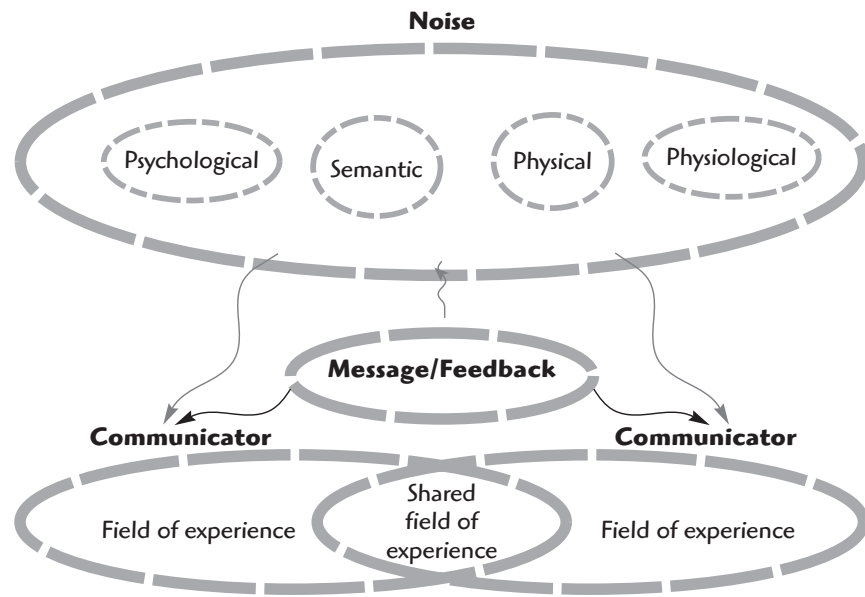 Noise
Psychological
Semantic
Physical
Physiological
Message/Feedback
Communicator
Communicator
Field of experience
Shared
field of
experience
Field of experience